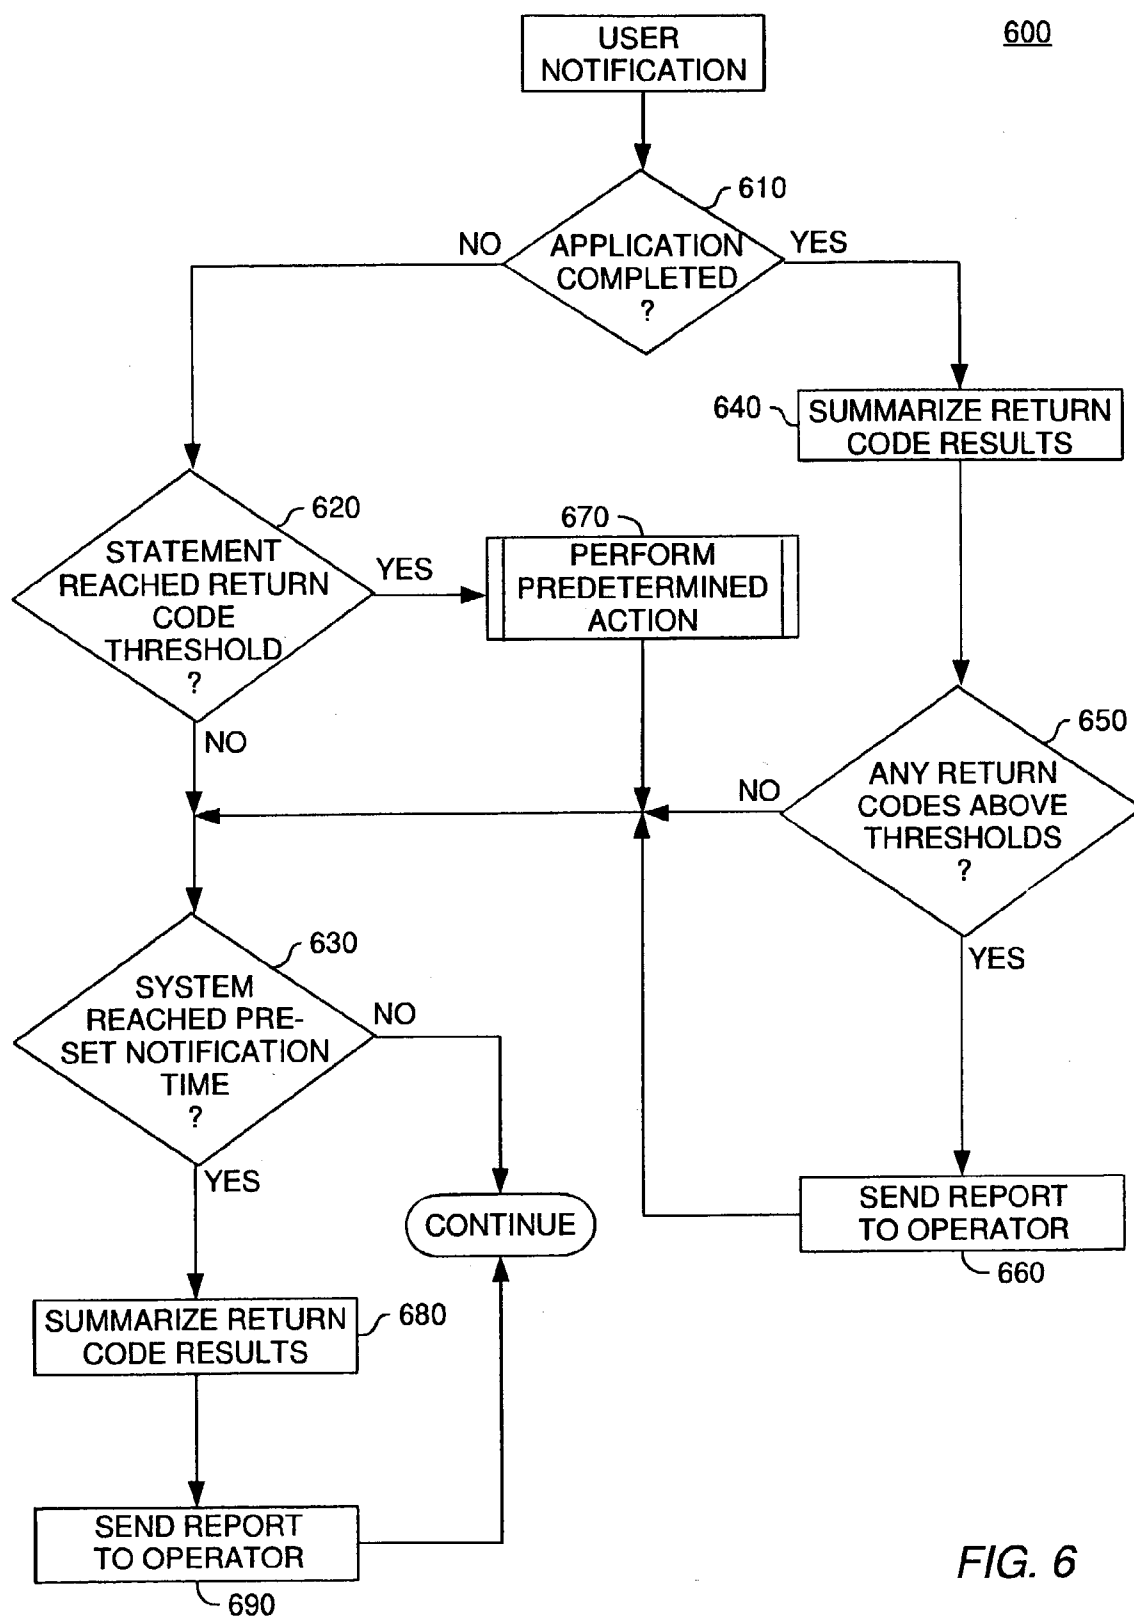 USER
NOTIFICATION
600
610
NO
APPLICATION
COMPLETED
?
YES
640
SUMMARIZE RETURN
CODE RESULTS
620
STATEMENT
REACHED RETURN
CODE
THRESHOLD
?
YES
670
PERFORM
PREDETERMINED
ACTION
NO
650
ANY RETURN
CODES ABOVE
THRESHOLDS
?
NO
YES
630
SYSTEM
REACHED PRE-
SET NOTIFICATION
TIME
?
NO
YES
CONTINUE
SEND REPORT
TO OPERATOR
660
SUMMARIZE RETURN
CODE RESULTS
680
SEND REPORT
TO OPERATOR
690
FIG. 6